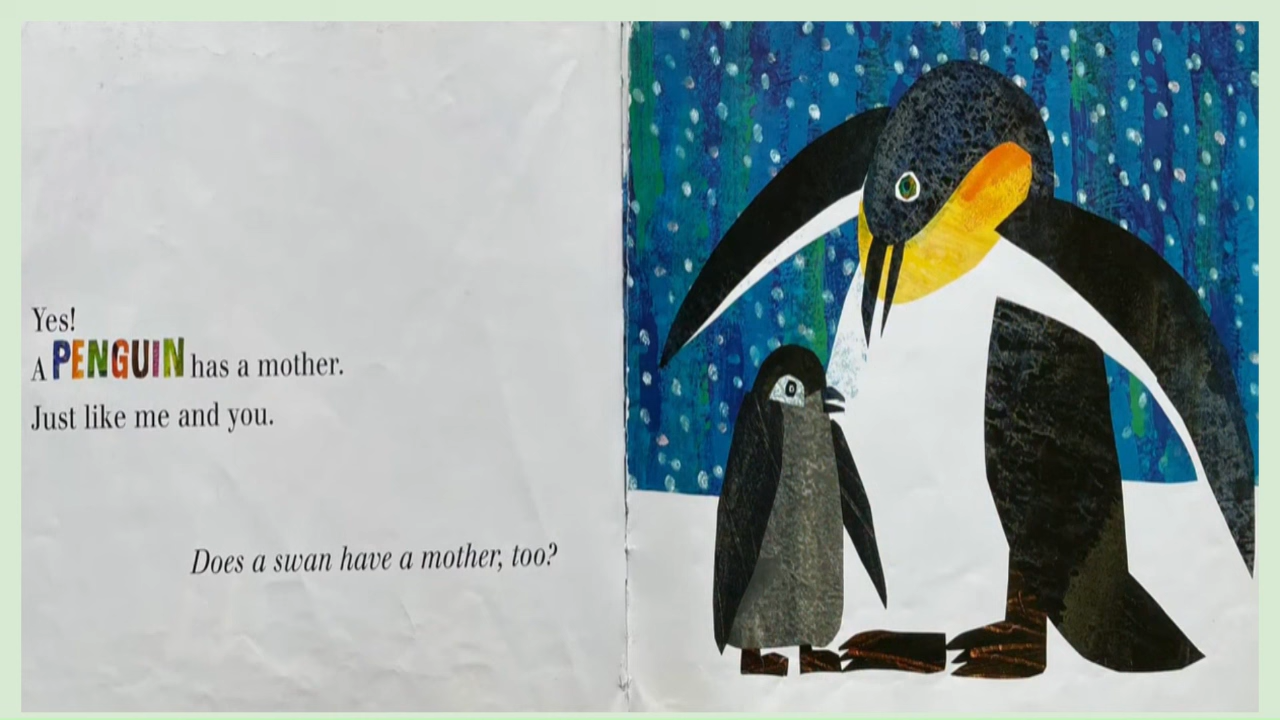 Yes!
A PENGUIN has a mother.
Just like me and you.
Does a swan have a mother, too?